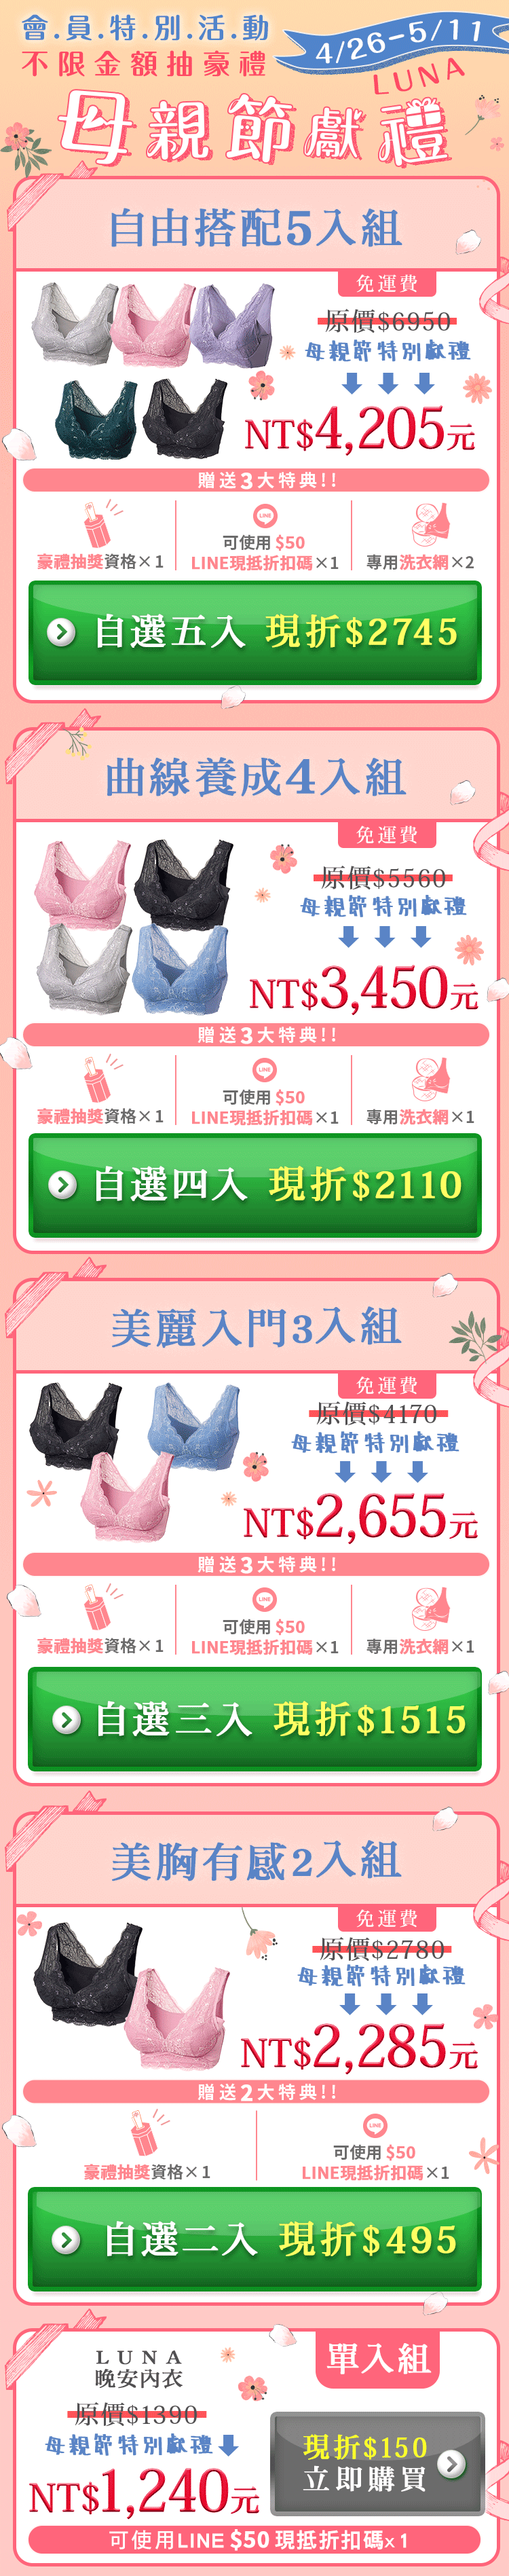 會.員.特.別.活.動
不限金額抽豪禮
4/26-5/11
LUNA
母親節獻禮
自由搭配5入組
免運費
原價$6950
母親節特別獻禮
NT$4,205元
贈送3大特典!!
豪禮抽獎資格×1
LINE
可使用 $50
LINE現抵折扣碼×1
專用洗衣網×2
自選五入 現折$2745
曲線養成4入組
免運費
原價$5560
母親節特別獻禮
NT$3,450元
贈送3大特典!!
豪禮抽獎資格×1
LINE
可使用 $50
LINE現抵折扣碼×1
專用洗衣網×1
自選四入 現折$2110
美麗入門3入組
免運費
原價$4170
母親節特別獻禮
NT$2,655元
贈送3大特典!!
豪禮抽獎資格×1
LINE
可使用 $50
LINE現抵折扣碼×1
專用洗衣網×1
自選三入 現折$1515
美胸有感2入組
免運費
原價$2780
母親節特別獻禮
NT$2,285元
贈送2大特典!!
豪禮抽獎資格×1
LINE
可使用 $50
LINE現抵折扣碼×1
自選二入 現折$495
單入組
LUNA
晚安內衣
原價$1390
母親節特別獻禮
NT$1,240元
現折$150
立即購買
可使用LINE $50 現抵折扣碼x1